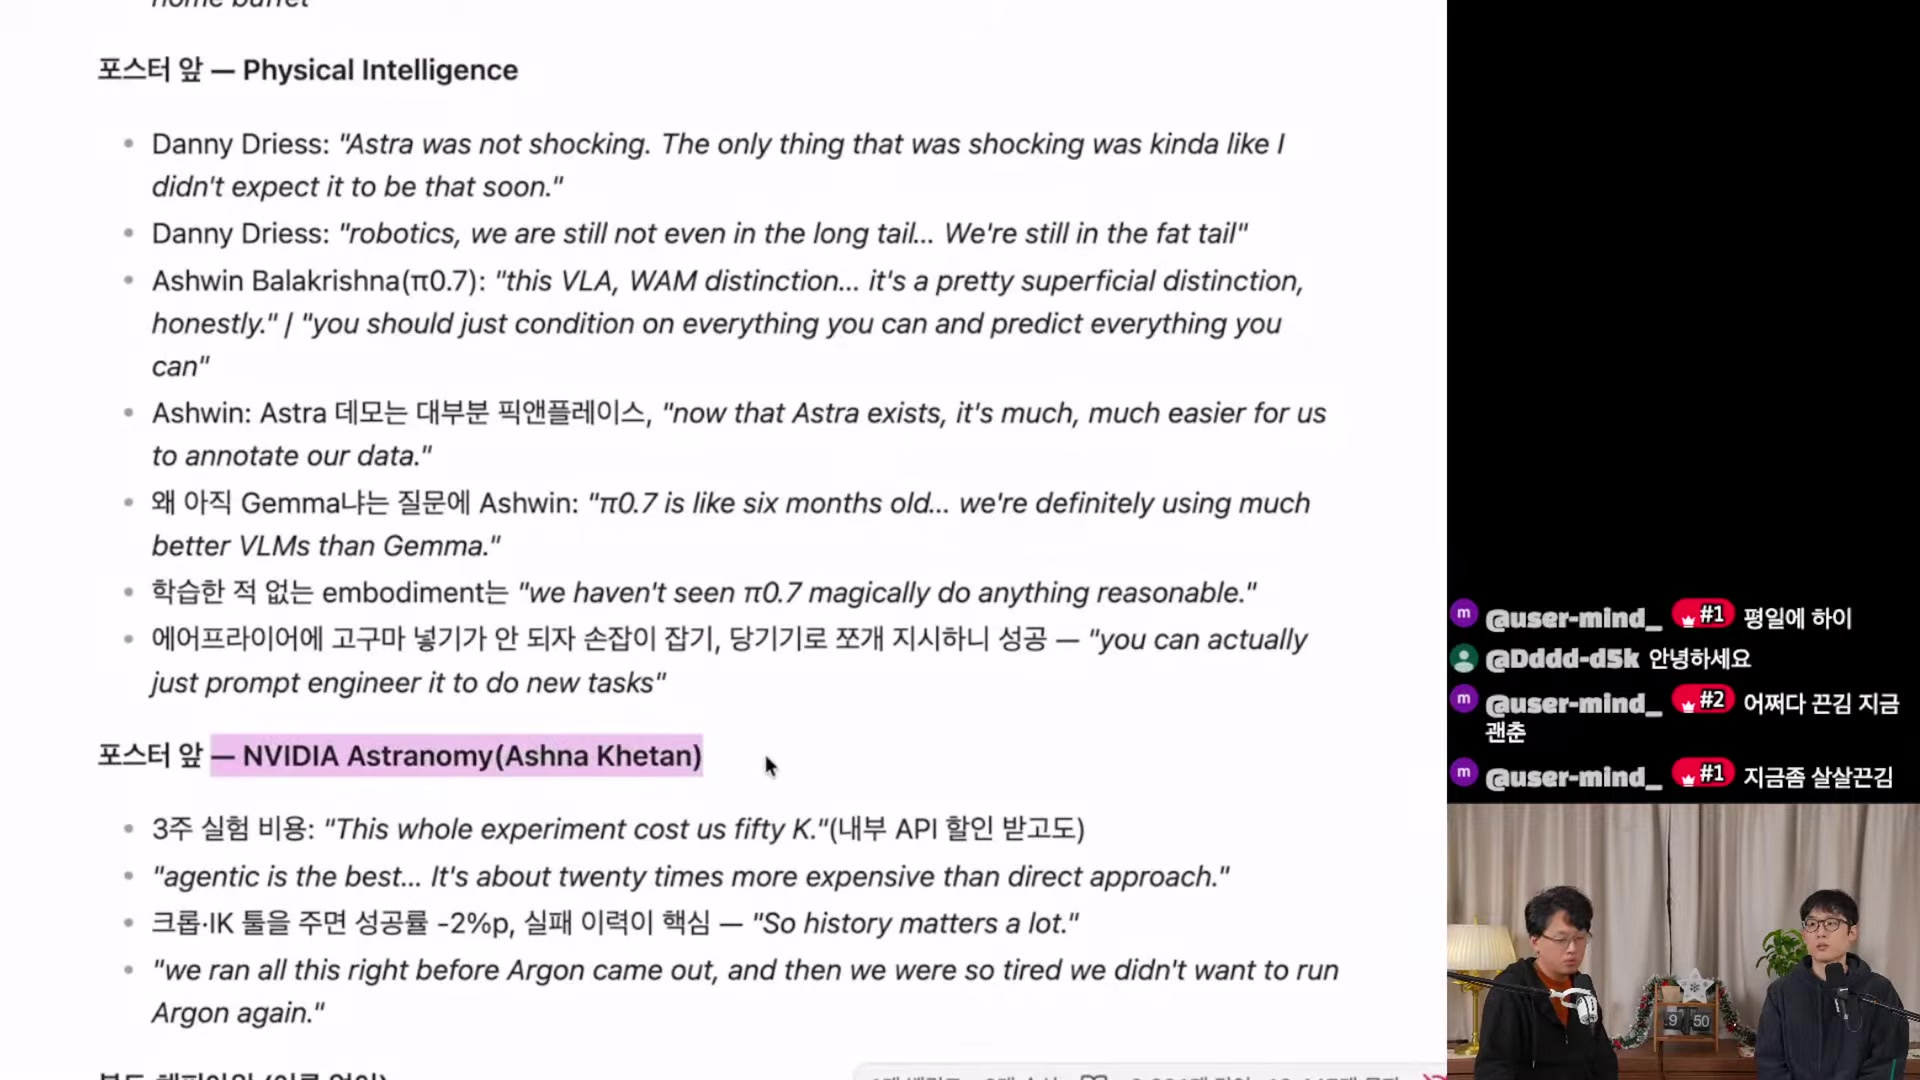 home buffet
포스터 앞 — Physical Intelligence
Danny Driess: "Astra was not shocking. The only thing that was shocking was kinda like I
didn't expect it to be that soon."
Danny Driess: "robotics, we are still not even in the long tail... We're still in the fat tail"
Ashwin Balakrishna(π0.7): "this VLA, WAM distinction... it's a pretty superficial distinction,
honestly." | "you should just condition on everything you can and predict everything you
can"
Ashwin: Astra 데모는 대부분 픽앤플레이스, "now that Astra exists, it's much, much easier for us
to annotate our data."
왜 아직 Gemma냐는 질문에 Ashwin: "π0.7 is like six months old... we're definitely using much
better VLMs than Gemma."
학습한 적 없는 embodiment는 "we haven't seen π0.7 magically do anything reasonable."
에어프라이어에 고구마 넣기가 안 되자 손잡이 잡기, 당기기로 쪼개 지시하니 성공 — "you can actually
just prompt engineer it to do new tasks"
포스터 앞 — NVIDIA Astranomy(Ashna Khetan)
3주 실험 비용: "This whole experiment cost us fifty K."(내부 API 할인 받고도)
"agentic is the best... It's about twenty times more expensive than direct approach."
크롭·IK 툴을 주면 성공률 -2%p, 실패 이력이 핵심 — "So history matters a lot."
"we ran all this right before Argon came out, and then we were so tired we didn't want to run
Argon again."
m @user-mind_ #1 평일에 하이
@Dddd-d5k 안녕하세요
m @user-mind_ #2 어쩌다 끈김 지금
괜춘
m @user-mind_ #1 지금좀 살살끈김
9 50